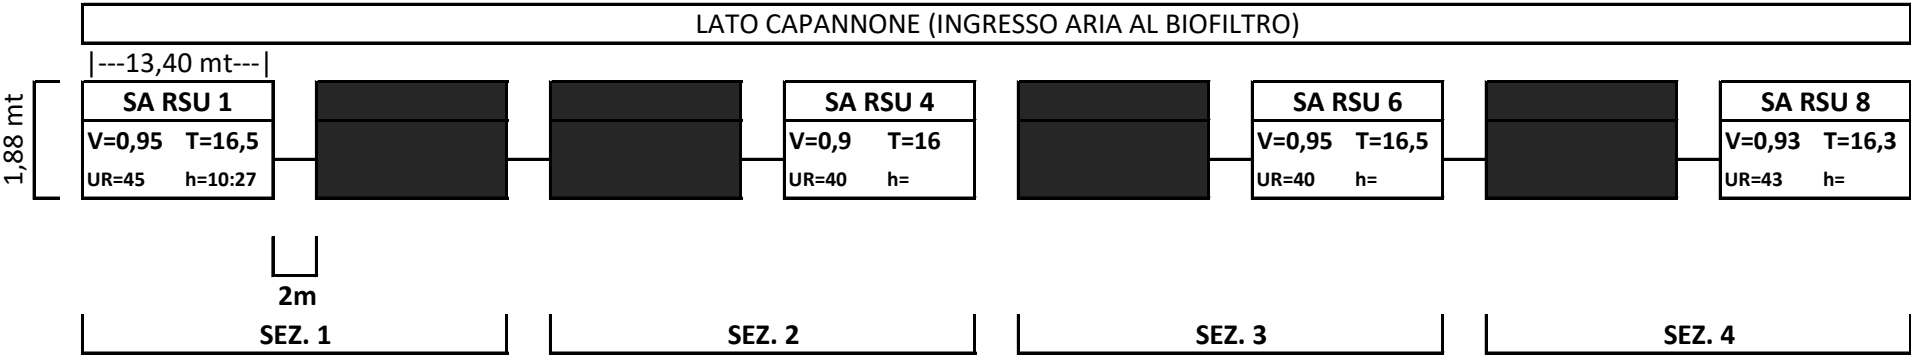 LATO CAPANNONE (INGRESSO ARIA AL BIOFILTRO)
|---13,40 mt---|
1,88 mt
SA RSU 1
V=0,95 T=16,5
UR=45 h=10:27
SA RSU 4
V=0,9 T=16
UR=40 h=
SA RSU 6
V=0,95 T=16,5
UR=40 h=
SA RSU 8
V=0,93 T=16,3
UR=43 h=
2m
SEZ. 1
SEZ. 2
SEZ. 3
SEZ. 4